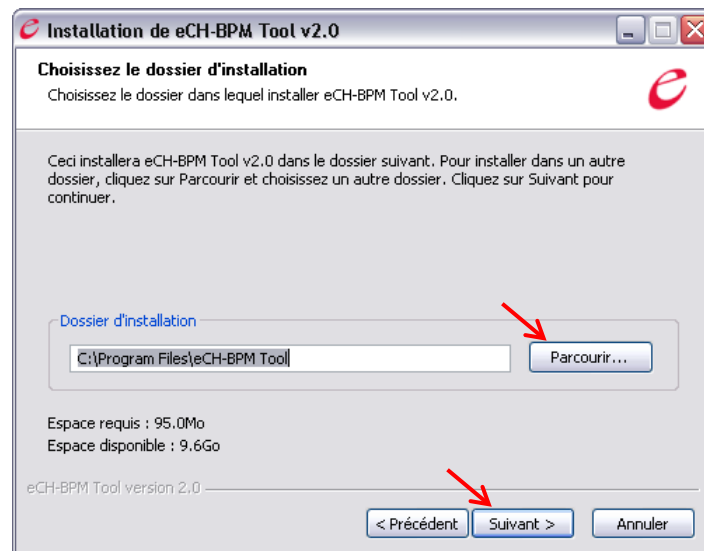 Installation de eCH-BPM Tool v2.0
Choisissez le dossier d'installation
Choisissez le dossier dans lequel installer eCH-BPM Tool v2.0.
Ceci installera eCH-BPM Tool v2.0 dans le dossier suivant. Pour installer dans un autre
dossier, cliquez sur Parcourir et choisissez un autre dossier. Cliquez sur Suivant pour
continuer.
Dossier d'installation
C:\Program Files\eCH-BPM Tool
Parcourir...
Espace requis : 95.0Mo
Espace disponible : 9.6Go
eCH-BPM Tool version 2.0
< Précédent
Suivant >
Annuler